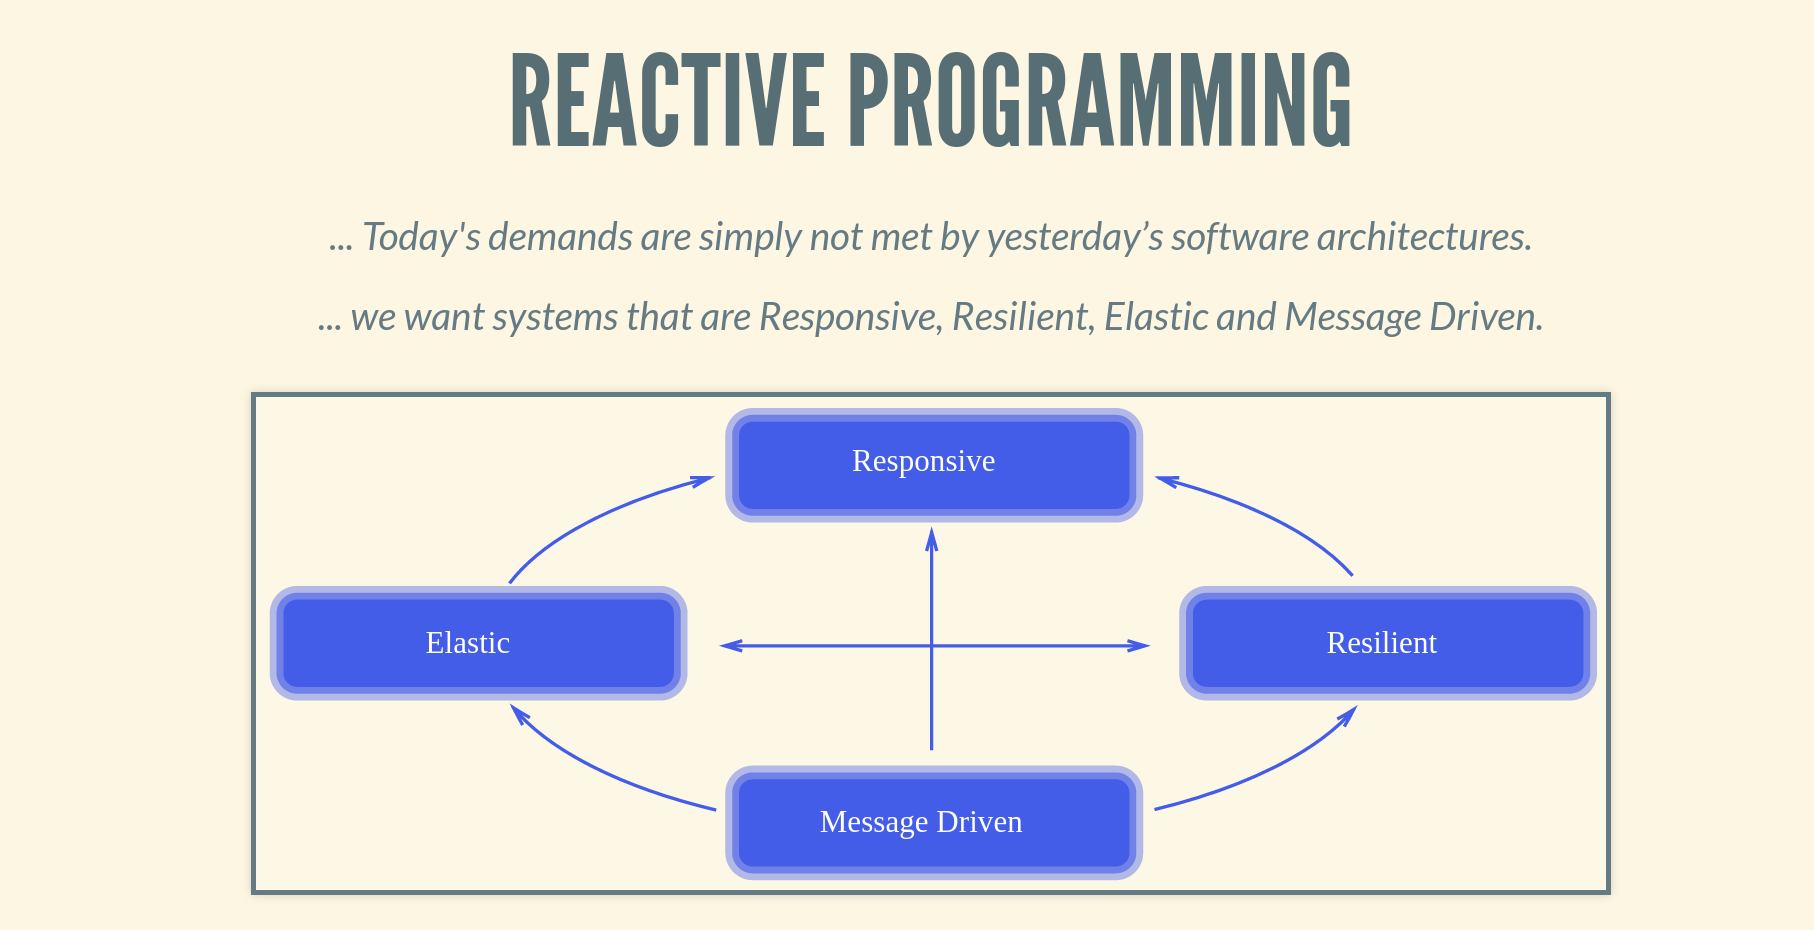 REACTIVE PROGRAMMING
... Today's demands are simply not met by yesterday’s software architectures.
... we want systems that are Responsive, Resilient, Elastic and Message Driven.
Responsive
Elastic
Resilient
Message Driven